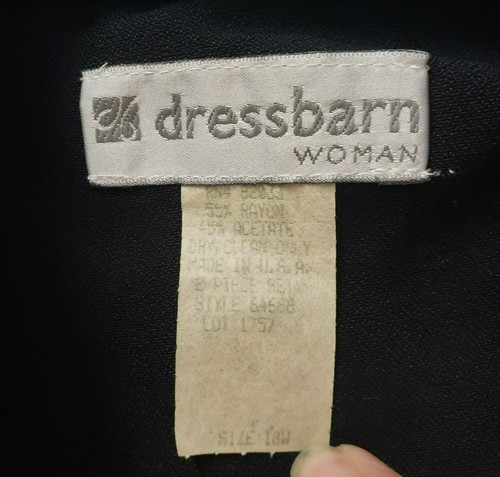 dressbarn
WOMAN
55% RAYON
45% ACETATE
DRY CLEAN ONLY
MADE IN U.S.A.
2 PIECE SET
STYLE
LOT 1757
SIZE 18W